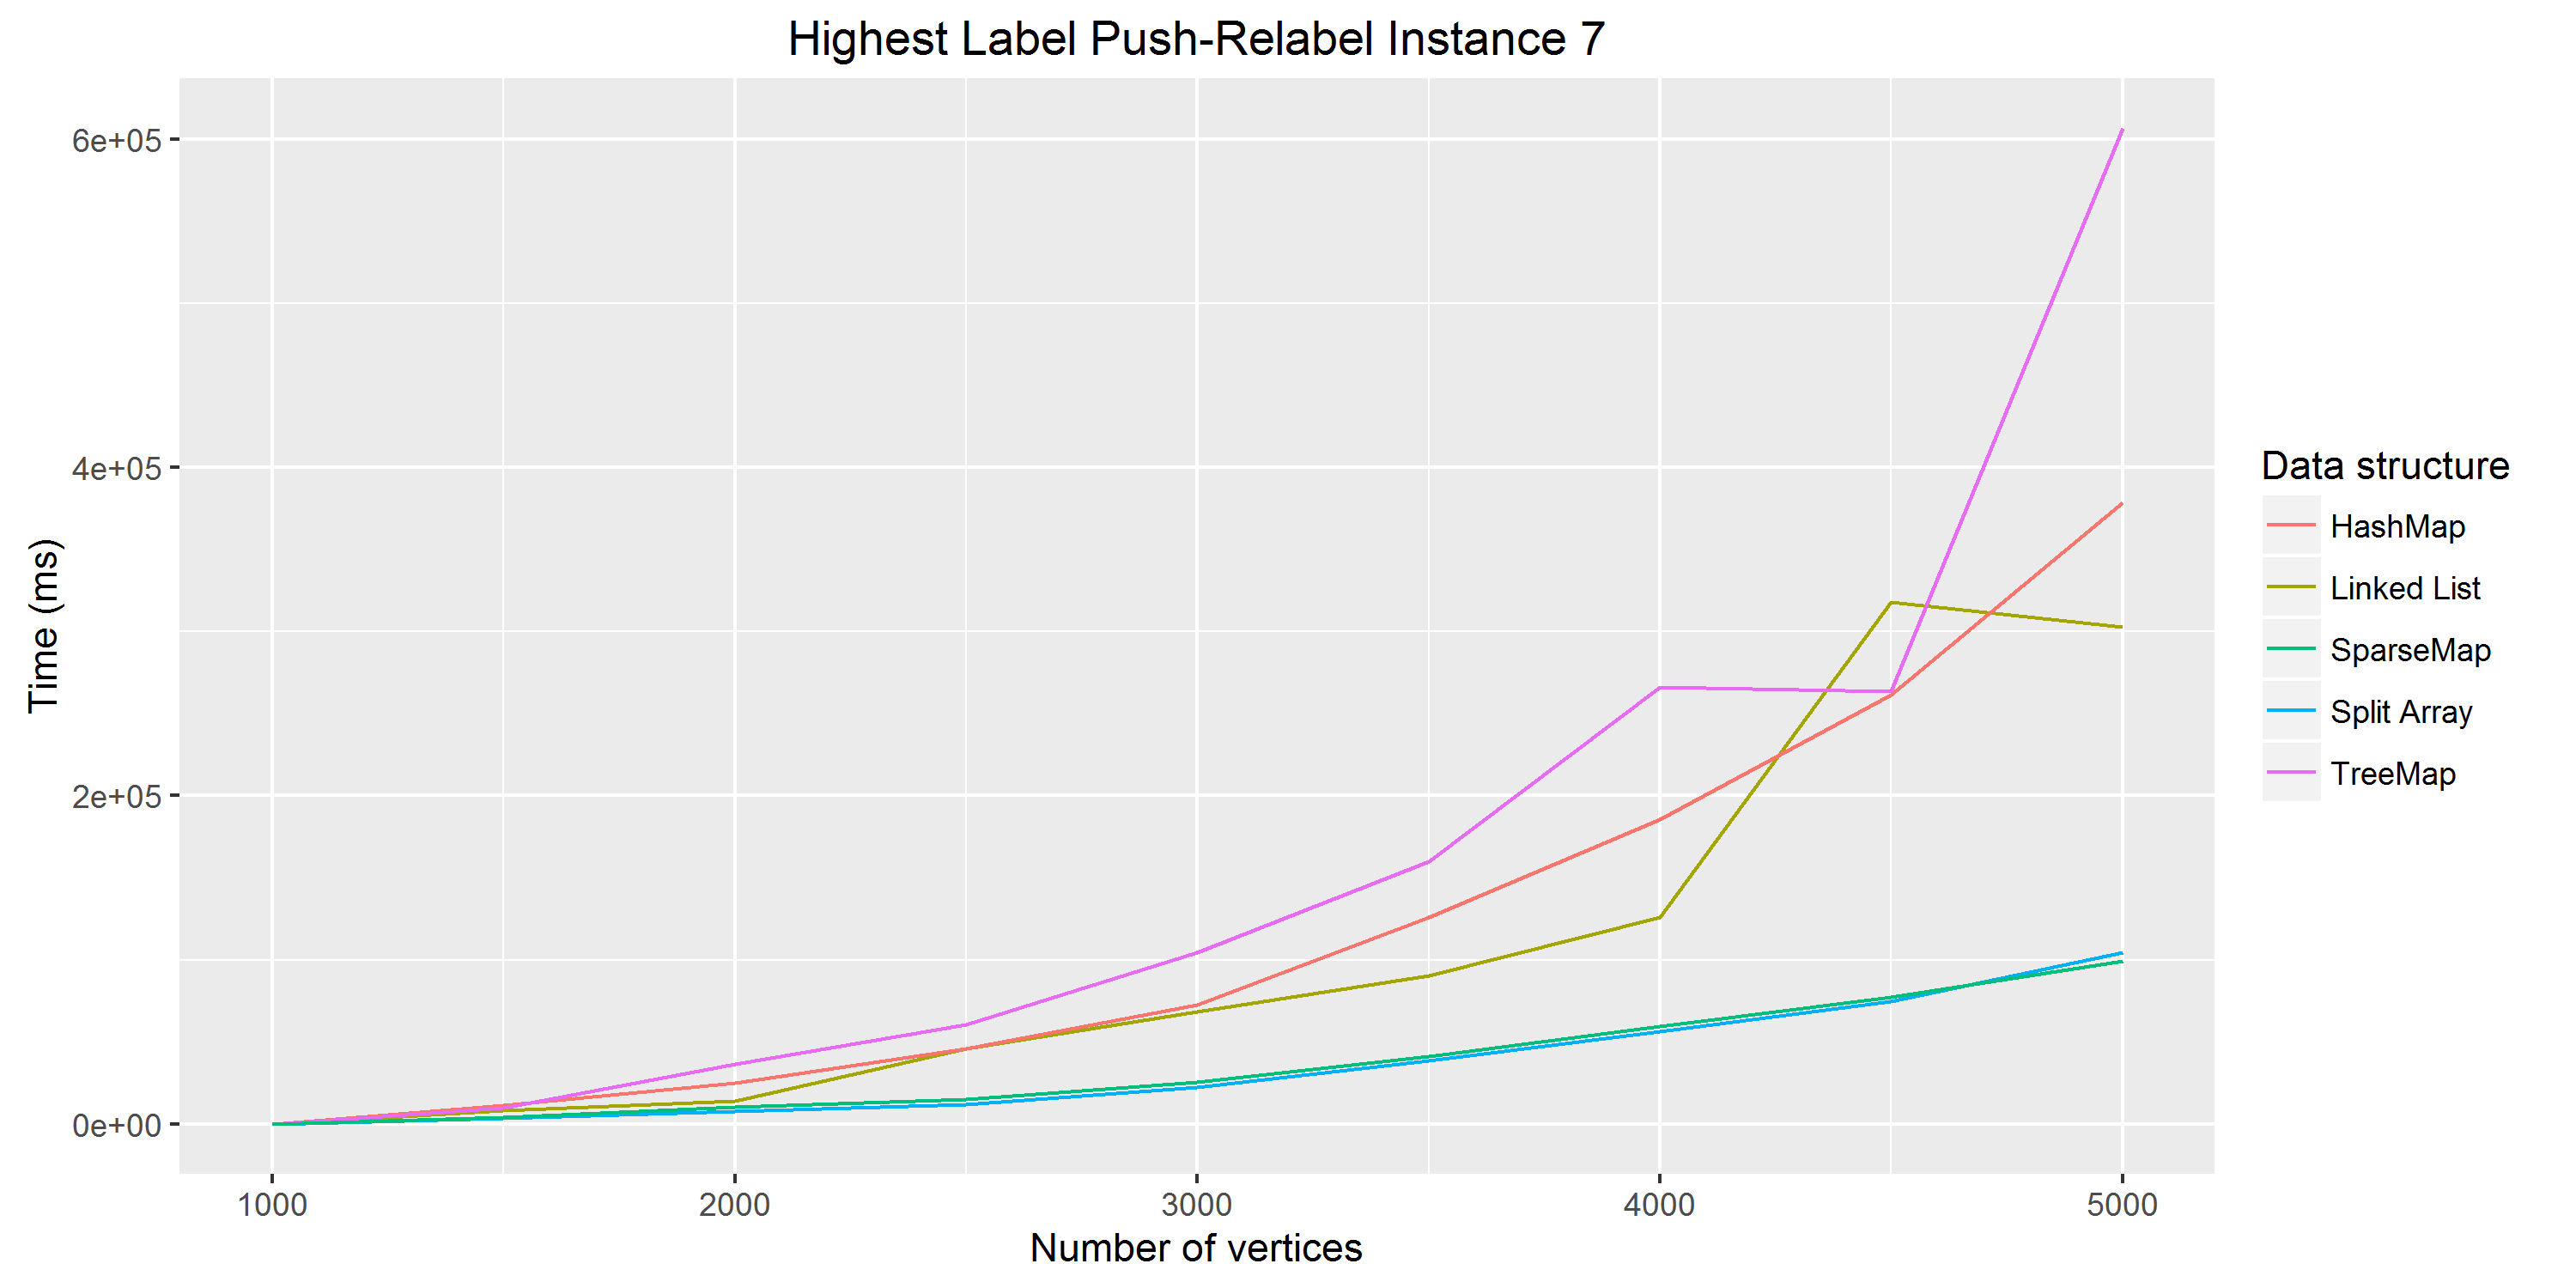 Highest Label Push-Relabel Instance 7
6e+05
4e+05
2e+05
0e+00
Time (ms)
1000 2000 3000 4000 5000
Number of vertices
Data structure
HashMap
Linked List
SparseMap
Split Array
TreeMap